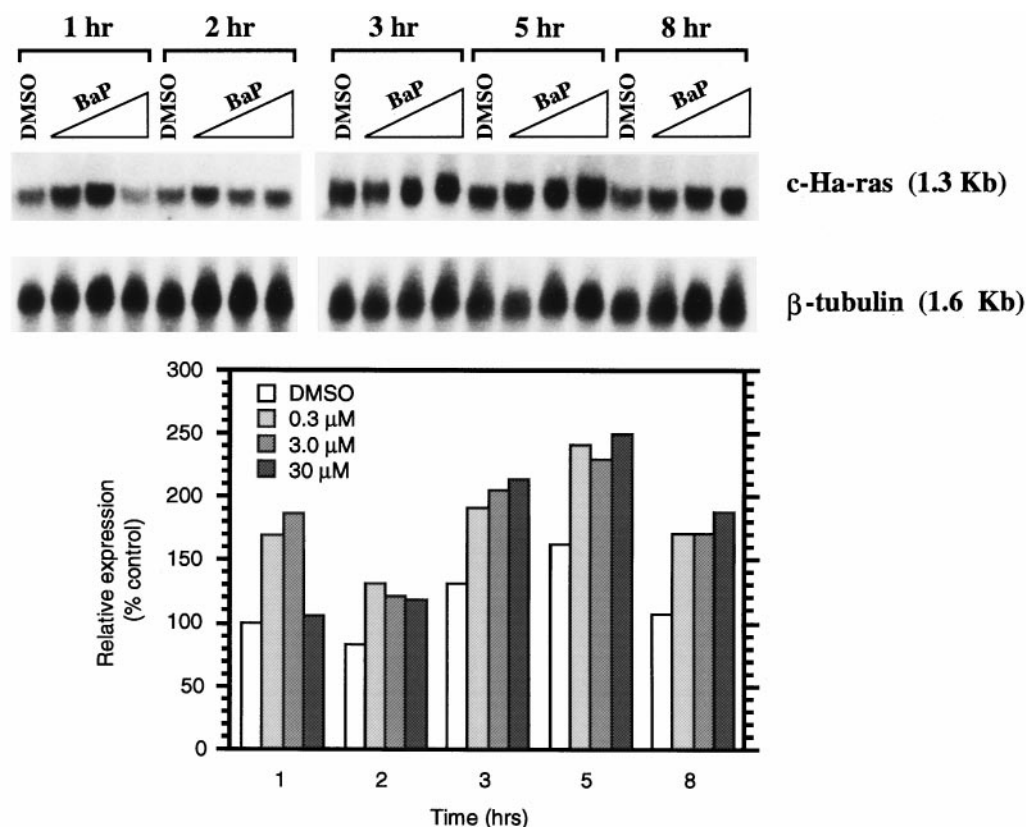 1 hr 2 hr 3 hr 5 hr 8 hr
DMSO BaP DMSO BaP DMSO BaP DMSO BaP DMSO BaP
c-Ha-ras (1.3 Kb)
β-tubulin (1.6 Kb)
300
250
200
150
100
50
0
Relative expression
(% control)
DMSO
0.3 μM
3.0 μM
30 μM
1 2 3 5 8
Time (hrs)